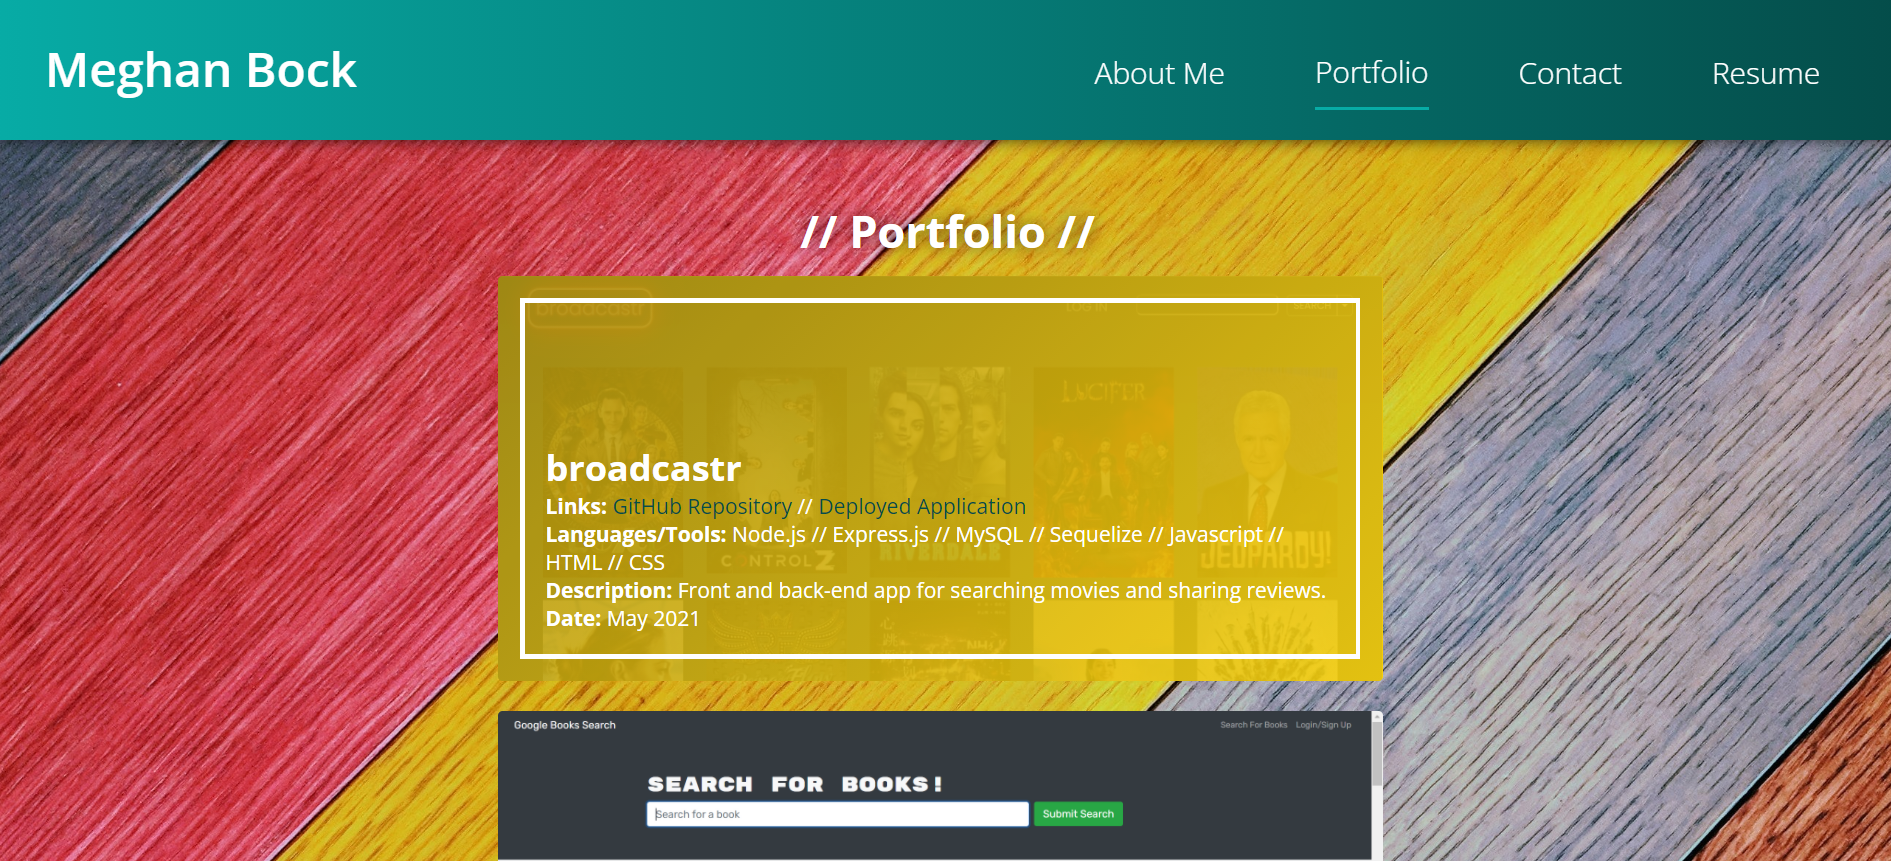 Meghan Bock
About Me
Portfolio
Contact
Resume
// Portfolio //
broadcastr
LOG IN
LUCIFER
broadcastr
Links: GitHub Repository // Deployed Application
Languages/Tools: Node.js // Express.js // MySQL // Sequelize // Javascript //
HTML // CSS
CONTROL Z
RIVERDALE
JEOPARDY!
Description: Front and back-end app for searching movies and sharing reviews.
Date: May 2021
Google Books Search
Search For Books
Login/Sign Up
SEARCH FOR BOOKS!
Search for a book
Submit Search